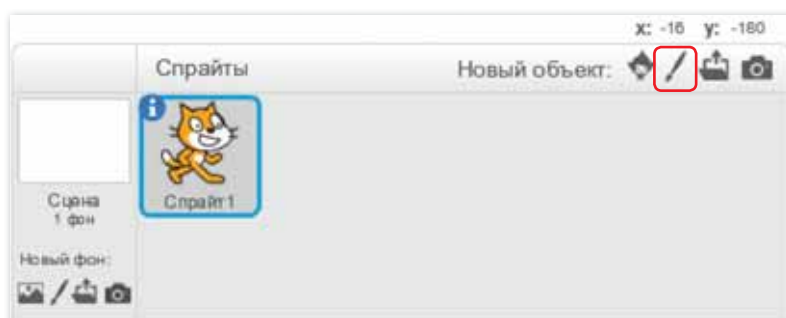 x: -16 y: -180
Спрайты
Новый объект:
Спрайт1
Сцена
1 фон
Новый фон: